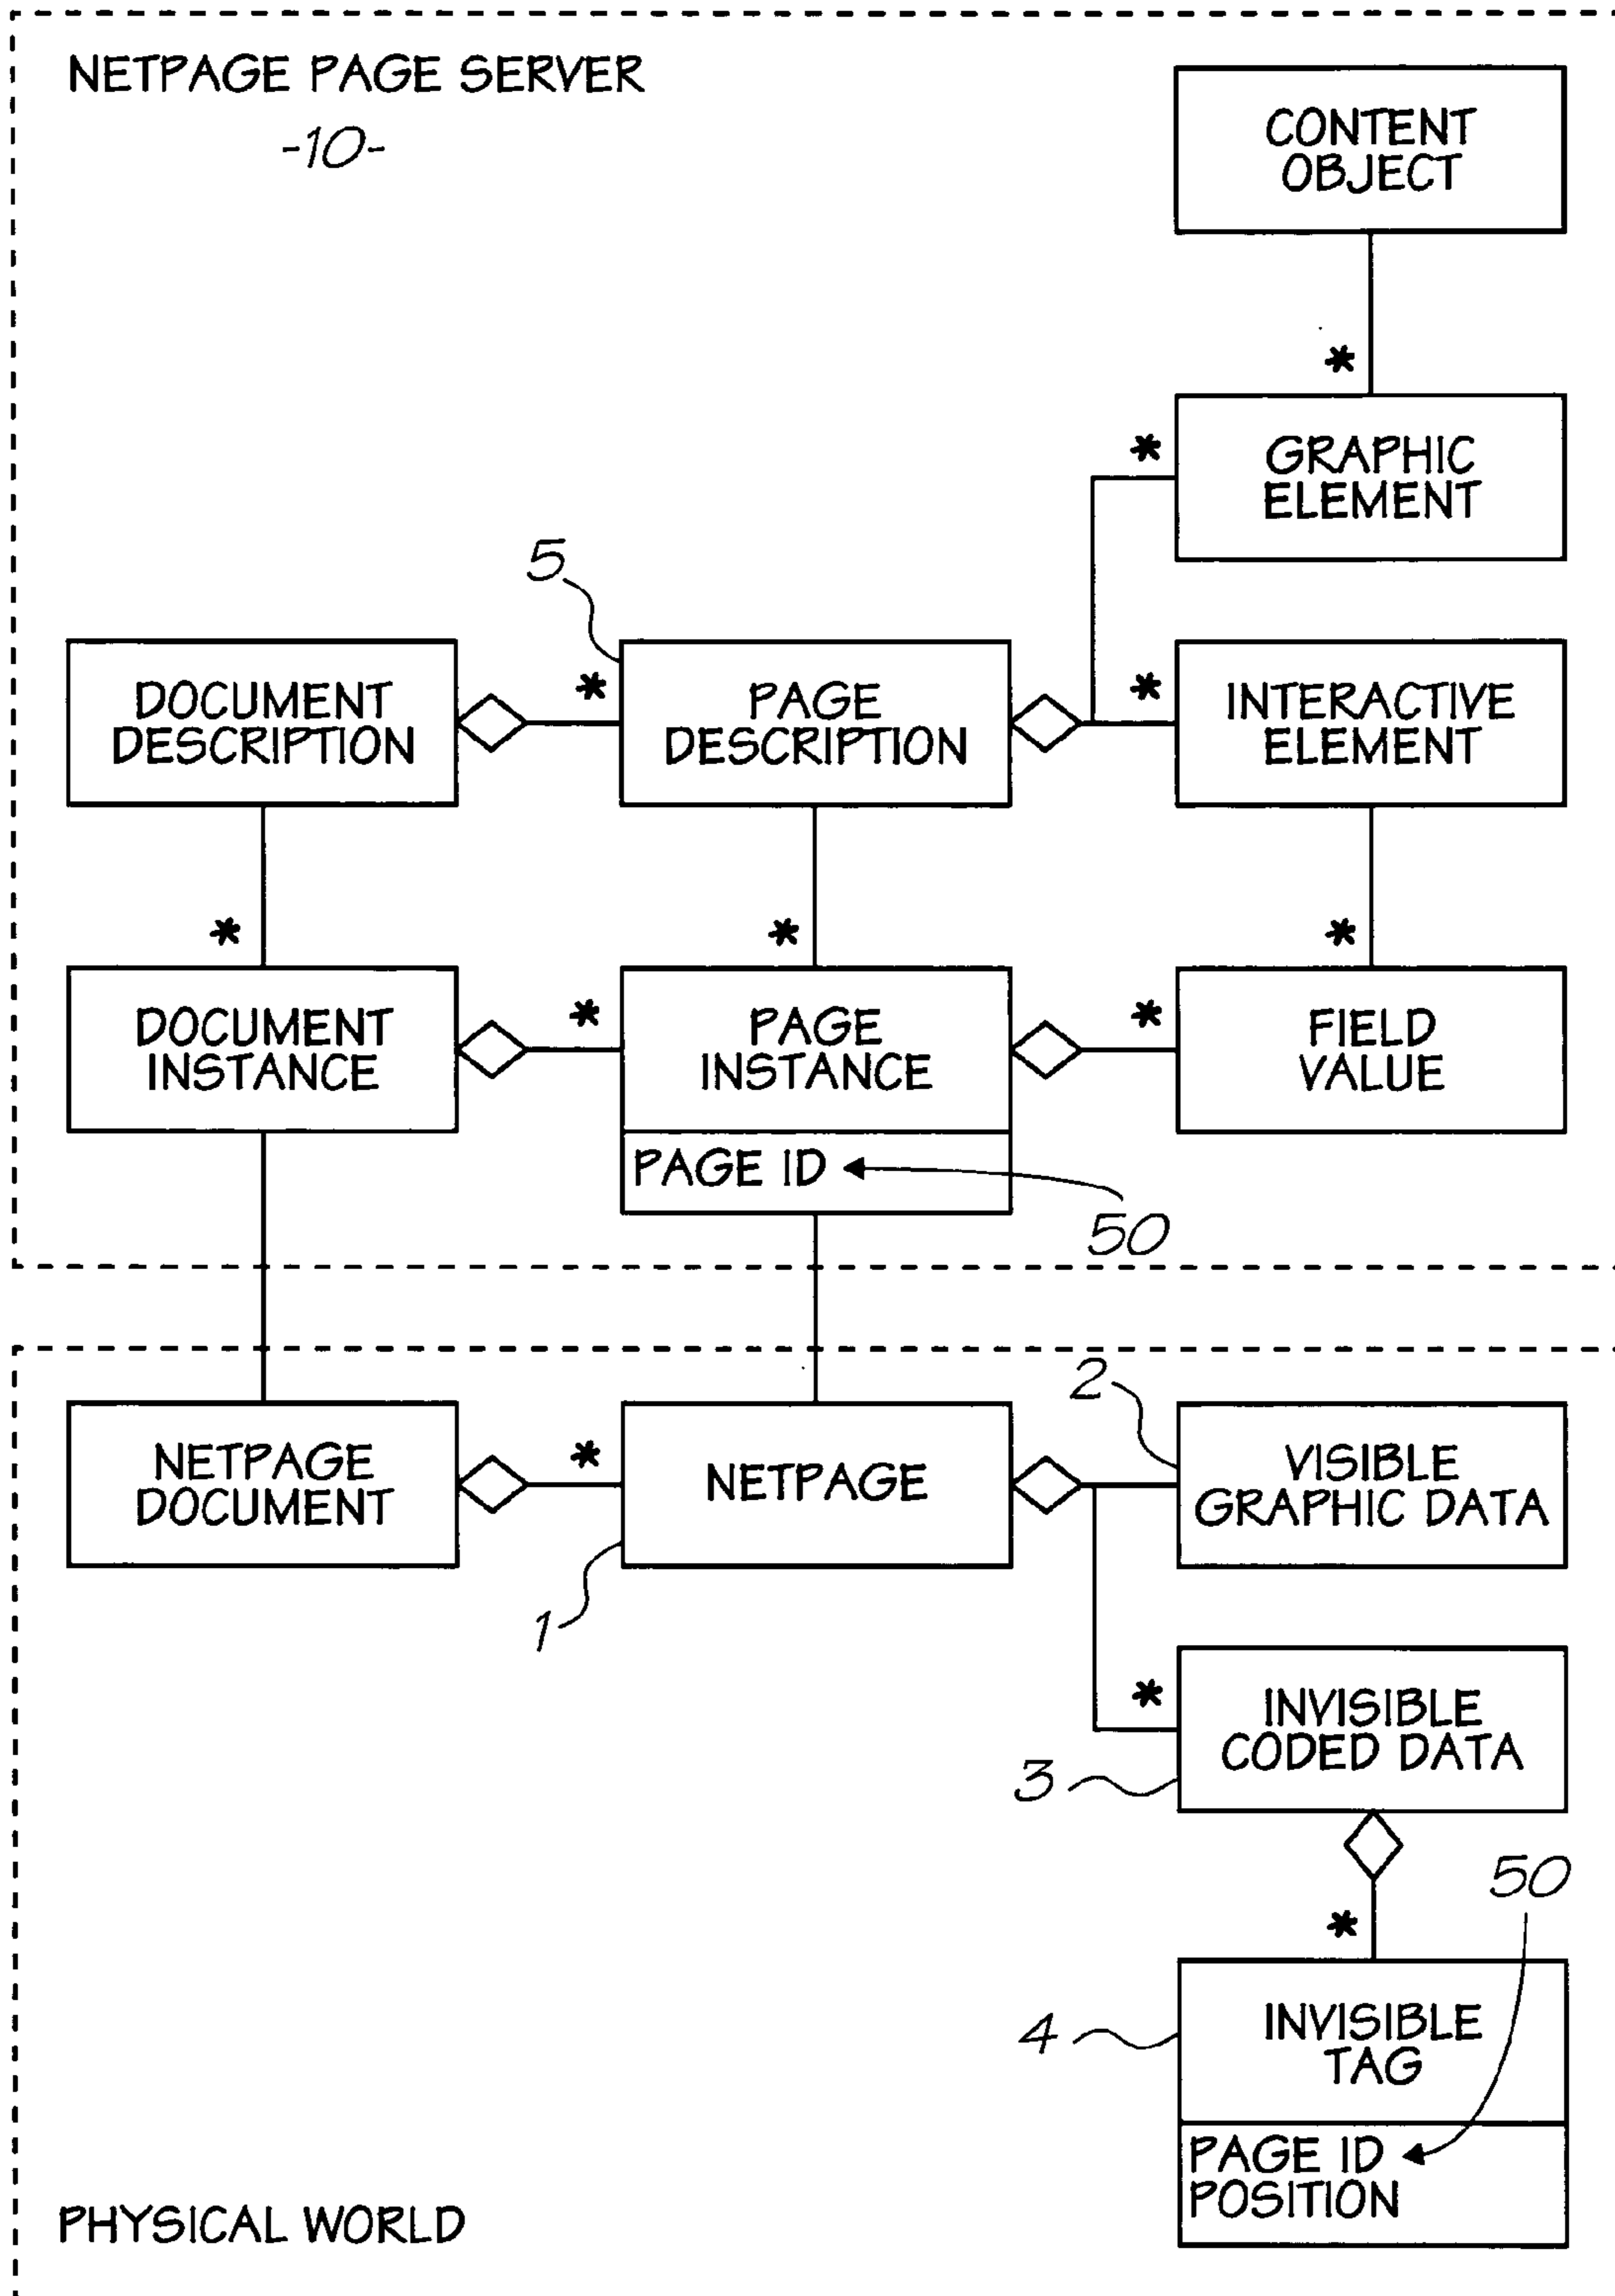 NETPAGE PAGE SERVER
-10-
CONTENT
OBJECT
*
*
GRAPHIC
ELEMENT
5
DOCUMENT
DESCRIPTION
*
PAGE
DESCRIPTION
*
INTERACTIVE
ELEMENT
*
*
*
DOCUMENT
INSTANCE
*
PAGE
INSTANCE
*
FIELD
VALUE
PAGE ID
50
2
NETPAGE
DOCUMENT
*
NETPAGE
VISIBLE
GRAPHIC DATA
1
*
INVISIBLE
CODED DATA
3
50
*
4
INVISIBLE
TAG
PAGE ID
POSITION
PHYSICAL WORLD